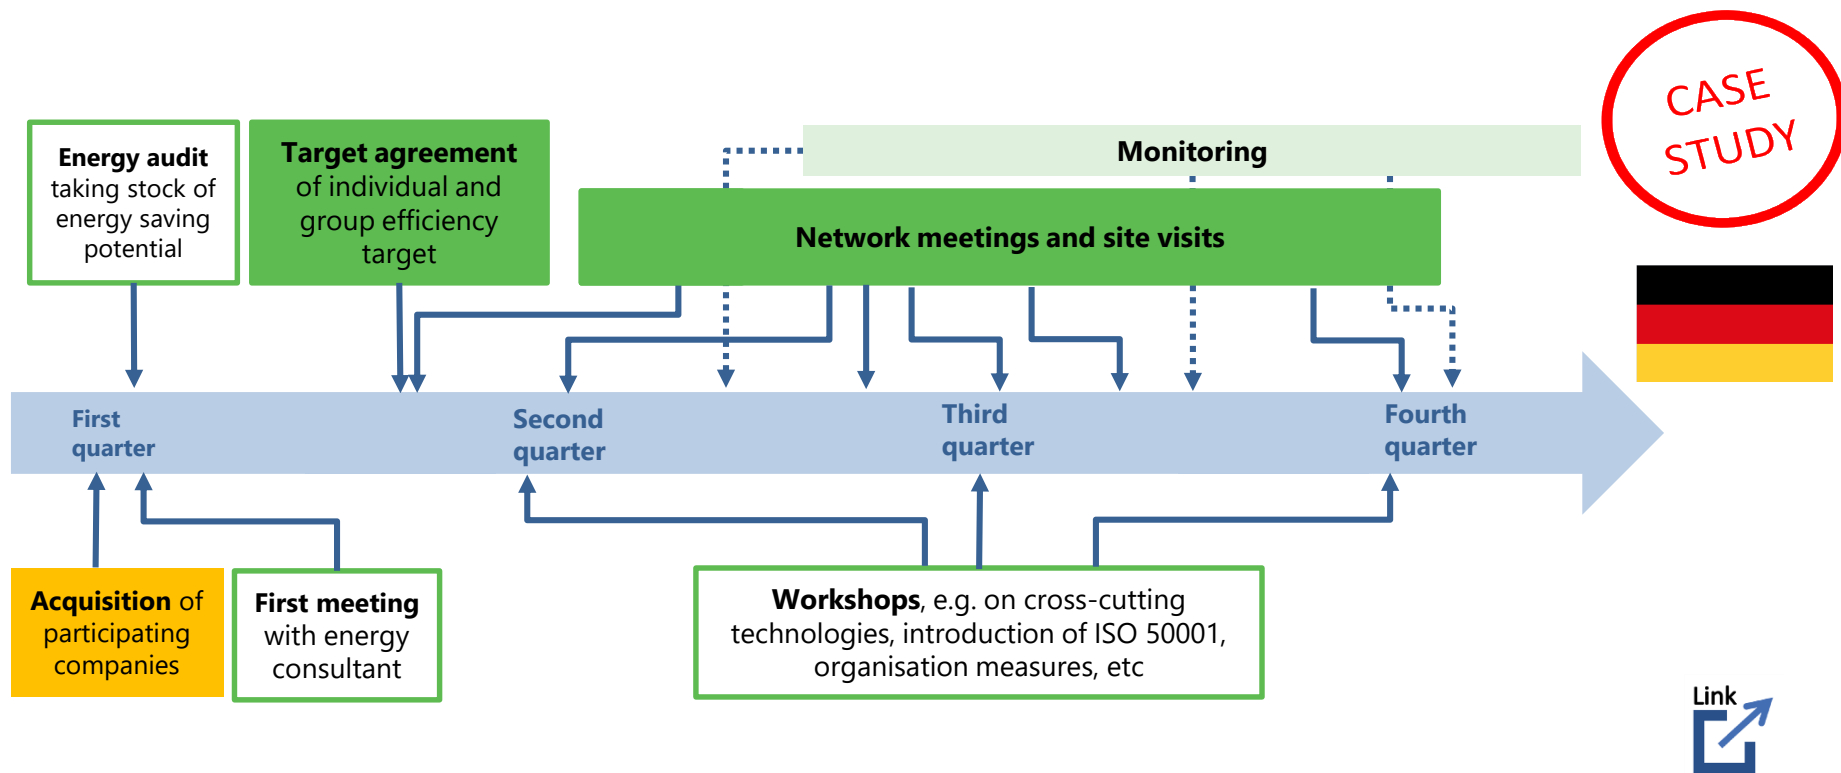 CASE
STUDY
Energy audit
taking stock of
energy saving
potential
Target agreement
of individual and
group efficiency
target
Monitoring
Network meetings and site visits
First
quarter
Second
quarter
Third
quarter
Fourth
quarter
Acquisition of
participating
companies
First meeting
with energy
consultant
Workshops, e.g. on cross-cutting
technologies, introduction of ISO 50001,
organisation measures, etc
Link